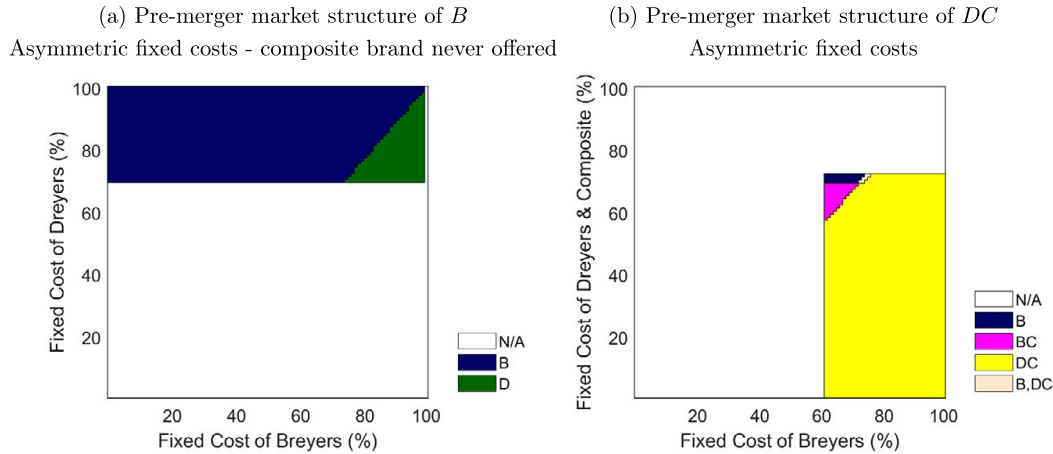 (a) Pre-merger market structure of B
Asymmetric fixed costs - composite brand never offered
Fixed Cost of Dreyers (%)
100
80
60
40
20
20 40 60 80 100
Fixed Cost of Breyers (%)
N/A
B
D
(b) Pre-merger market structure of DC
Asymmetric fixed costs
Fixed Cost of Dreyers & Composite (%)
100
80
60
40
20
20 40 60 80 100
Fixed Cost of Breyers (%)
N/A
B
BC
DC
B,DC